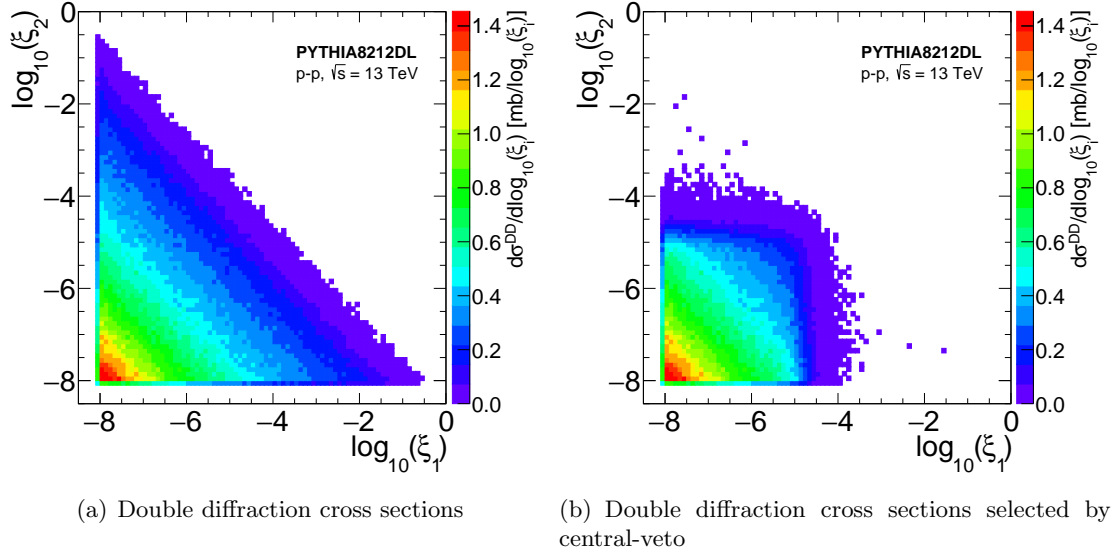 0
−2
−4
−6
−8
log₁₀(ξ₂)
PYTHIA8212DL
p-p, √s = 13 TeV
−8 −6 −4 −2 0
log₁₀(ξ₁)
1.4
1.2
1.0
0.8
0.6
0.4
0.2
0.0
dσᴰᴰ/dlog₁₀(ξᵢ) [mb/log₁₀(ξᵢ)]
(a) Double diffraction cross sections
0
−2
−4
−6
−8
log₁₀(ξ₂)
PYTHIA8212DL
p-p, √s = 13 TeV
−8 −6 −4 −2 0
log₁₀(ξ₁)
1.4
1.2
1.0
0.8
0.6
0.4
0.2
0.0
dσᴰᴰ/dlog₁₀(ξᵢ) [mb/log₁₀(ξᵢ)]
(b) Double diffraction cross sections selected by
central-veto